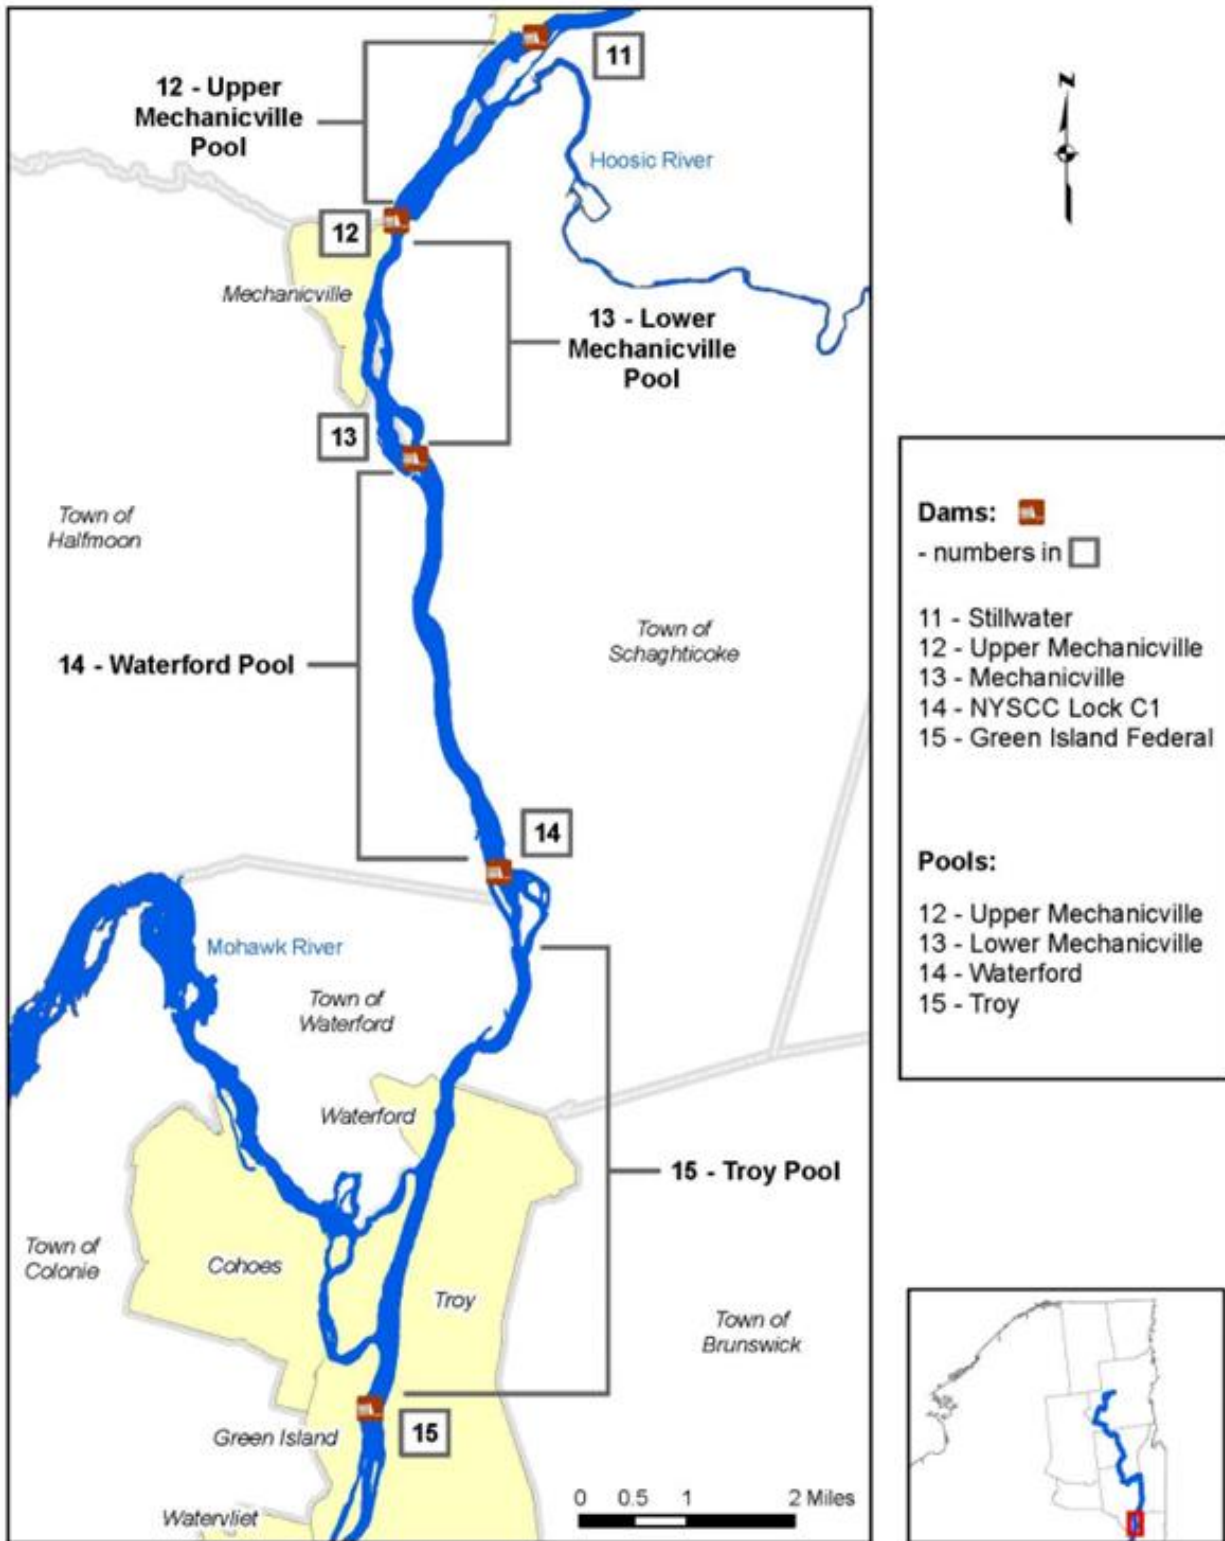 11
12 - Upper
Mechanicville
Pool
Hoosic River
12
Mechanicville
13 - Lower
Mechanicville
Pool
13
Town of
Halfmoon
Town of
Schaghticoke
14 - Waterford Pool
14
Mohawk River
Town of
Waterford
Waterford
15 - Troy Pool
Town of
Colonie
Cohoes
Troy
Town of
Brunswick
Green Island
15
Watervliet
0 0.5 1 2 Miles
N
Dams:
- numbers in
11 - Stillwater
12 - Upper Mechanicville
13 - Mechanicville
14 - NYSCC Lock C1
15 - Green Island Federal
Pools:
12 - Upper Mechanicville
13 - Lower Mechanicville
14 - Waterford
15 - Troy